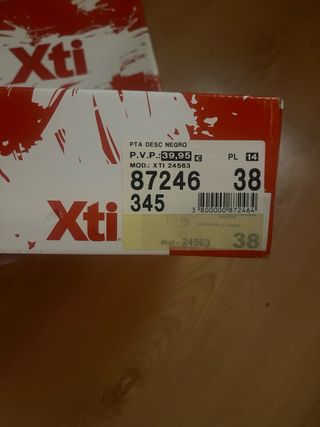 Xti
PTA DESC NEGRO
P.V.P.: 39,95 €
PL 14
MOD.: XTI 24563
87246 38
345
3 800000 872464
Xti
Mod - 24563 38